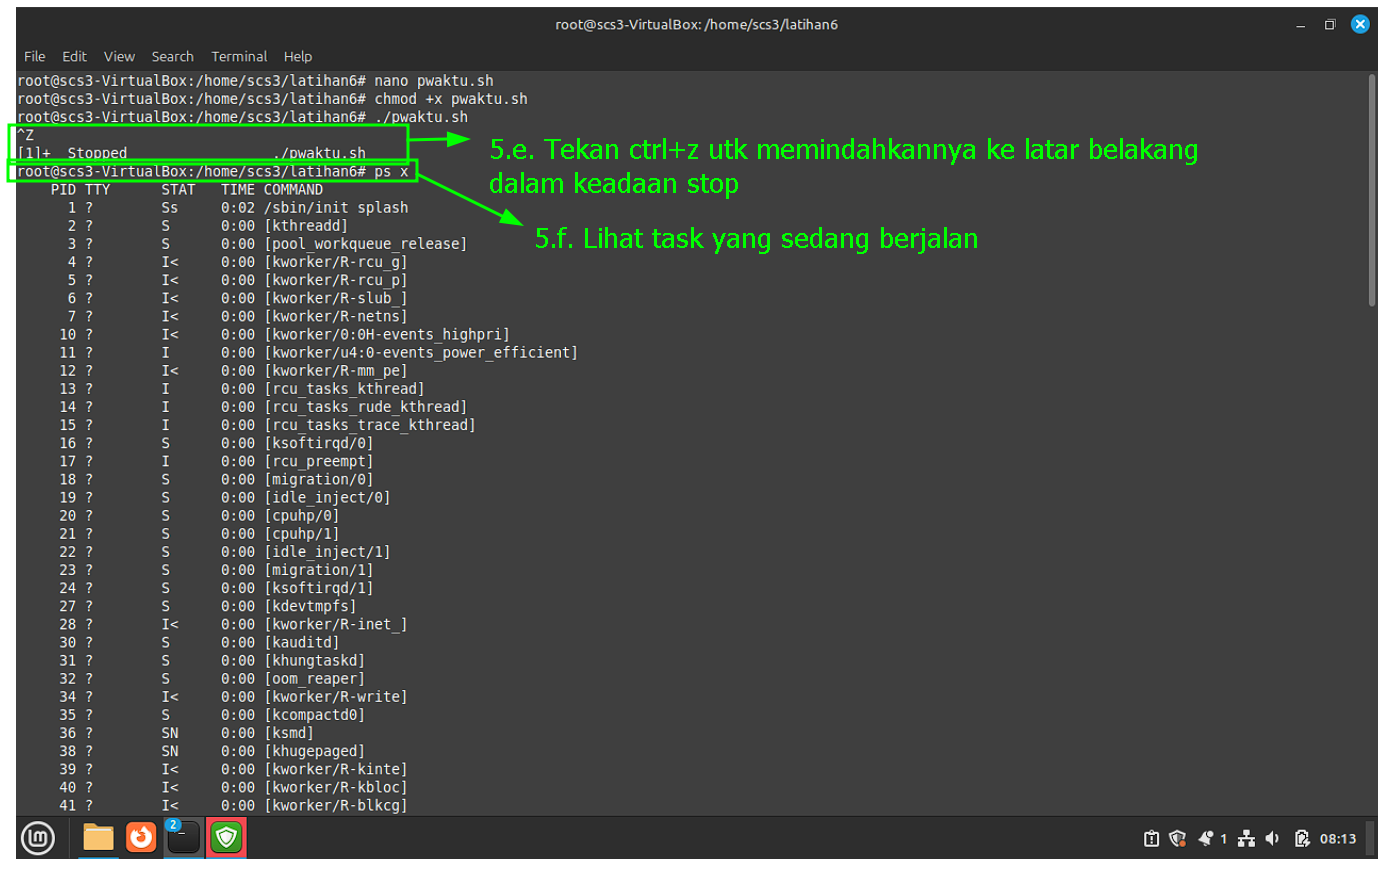 root@scs3-VirtualBox: /home/scs3/latihan6
File Edit View Search Terminal Help
root@scs3-VirtualBox:/home/scs3/latihan6# nano pwaktu.sh
root@scs3-VirtualBox:/home/scs3/latihan6# chmod +x pwaktu.sh
root@scs3-VirtualBox:/home/scs3/latihan6# ./pwaktu.sh
^Z
[1]+  Stopped                 ./pwaktu.sh
5.e. Tekan ctrl+z utk memindahkannya ke latar belakang
dalam keadaan stop
root@scs3-VirtualBox:/home/scs3/latihan6# ps x
5.f. Lihat task yang sedang berjalan
    PID TTY      STAT   TIME COMMAND
      1 ?        Ss     0:02 /sbin/init splash
      2 ?        S      0:00 [kthreadd]
      3 ?        S      0:00 [pool_workqueue_release]
      4 ?        I<     0:00 [kworker/R-rcu_g]
      5 ?        I<     0:00 [kworker/R-rcu_p]
      6 ?        I<     0:00 [kworker/R-slub_]
      7 ?        I<     0:00 [kworker/R-netns]
     10 ?        I<     0:00 [kworker/0:0H-events_highpri]
     11 ?        I      0:00 [kworker/u4:0-events_power_efficient]
     12 ?        I<     0:00 [kworker/R-mm_pe]
     13 ?        I      0:00 [rcu_tasks_kthread]
     14 ?        I      0:00 [rcu_tasks_rude_kthread]
     15 ?        I      0:00 [rcu_tasks_trace_kthread]
     16 ?        S      0:00 [ksoftirqd/0]
     17 ?        I      0:00 [rcu_preempt]
     18 ?        S      0:00 [migration/0]
     19 ?        S      0:00 [idle_inject/0]
     20 ?        S      0:00 [cpuhp/0]
     21 ?        S      0:00 [cpuhp/1]
     22 ?        S      0:00 [idle_inject/1]
     23 ?        S      0:00 [migration/1]
     24 ?        S      0:00 [ksoftirqd/1]
     27 ?        S      0:00 [kdevtmpfs]
     28 ?        I<     0:00 [kworker/R-inet_]
     30 ?        S      0:00 [kauditd]
     31 ?        S      0:00 [khungtaskd]
     32 ?        S      0:00 [oom_reaper]
     34 ?        I<     0:00 [kworker/R-write]
     35 ?        S      0:00 [kcompactd0]
     36 ?        SN     0:00 [ksmd]
     38 ?        SN     0:00 [khugepaged]
     39 ?        I<     0:00 [kworker/R-kinte]
     40 ?        I<     0:00 [kworker/R-kbloc]
     41 ?        I<     0:00 [kworker/R-blkcg]
2
1
08:13